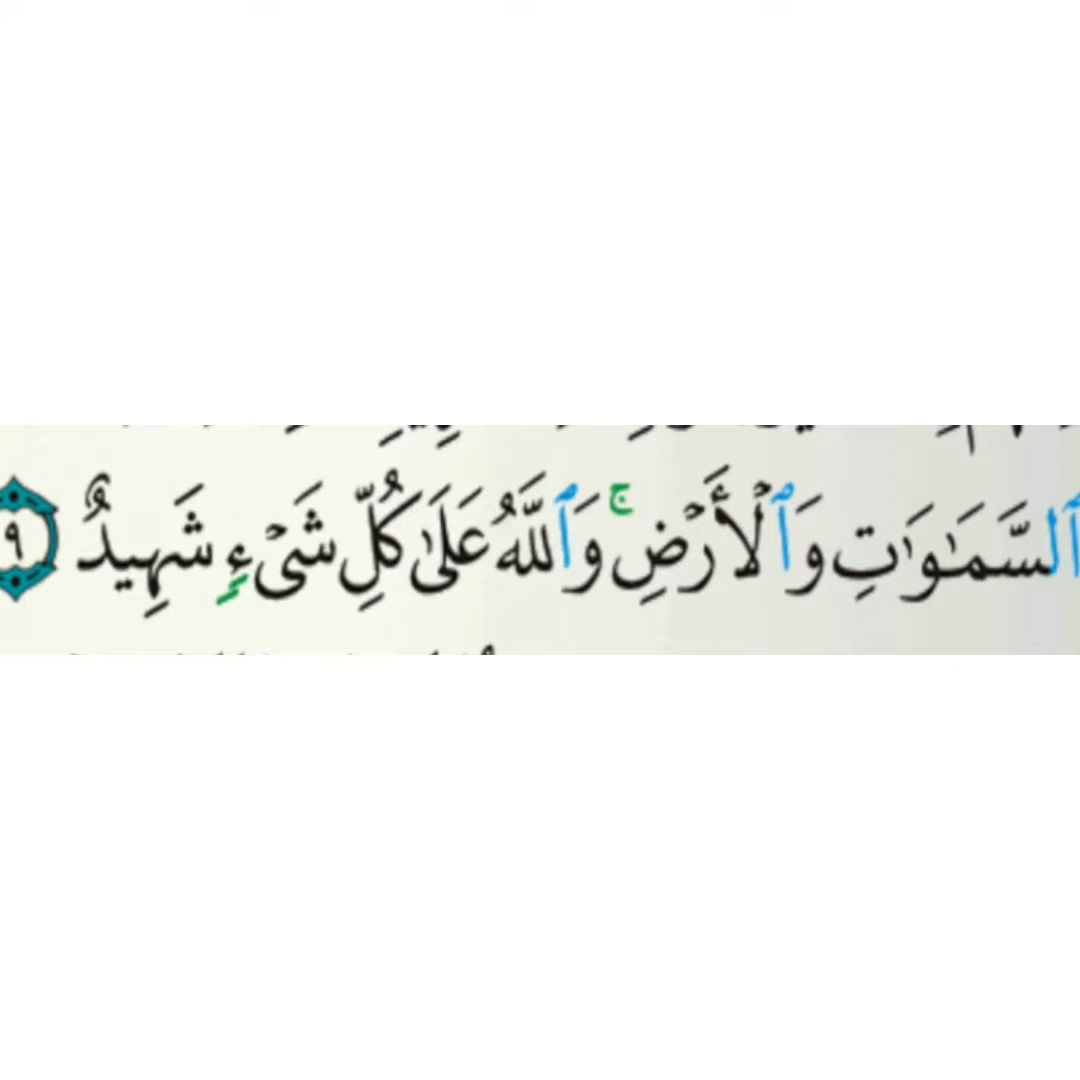 ٱلسَّمَـٰوَٰتِ وَٱلْأَرْضِ ۚ وَٱللَّهُ عَلَىٰ كُلِّ شَىْءٍ شَهِيدٌ ٩